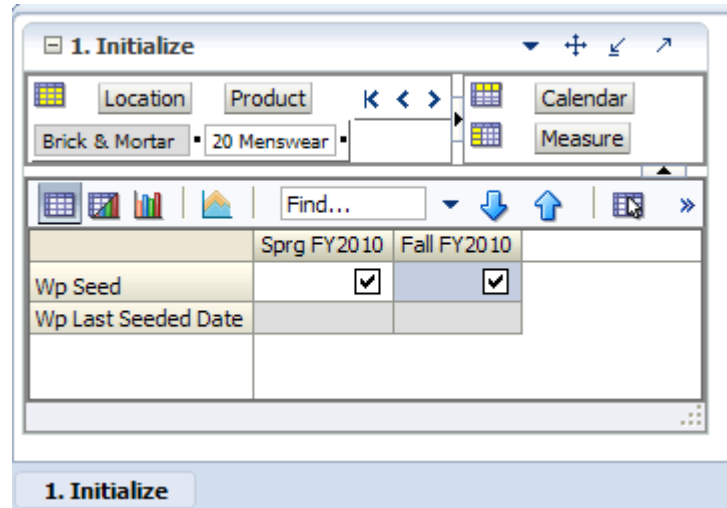 1. Initialize
Location Product Calendar
Brick & Mortar 20 Menswear Measure
Find...
Sprg FY2010 Fall FY2010
Wp Seed
Wp Last Seeded Date
1. Initialize